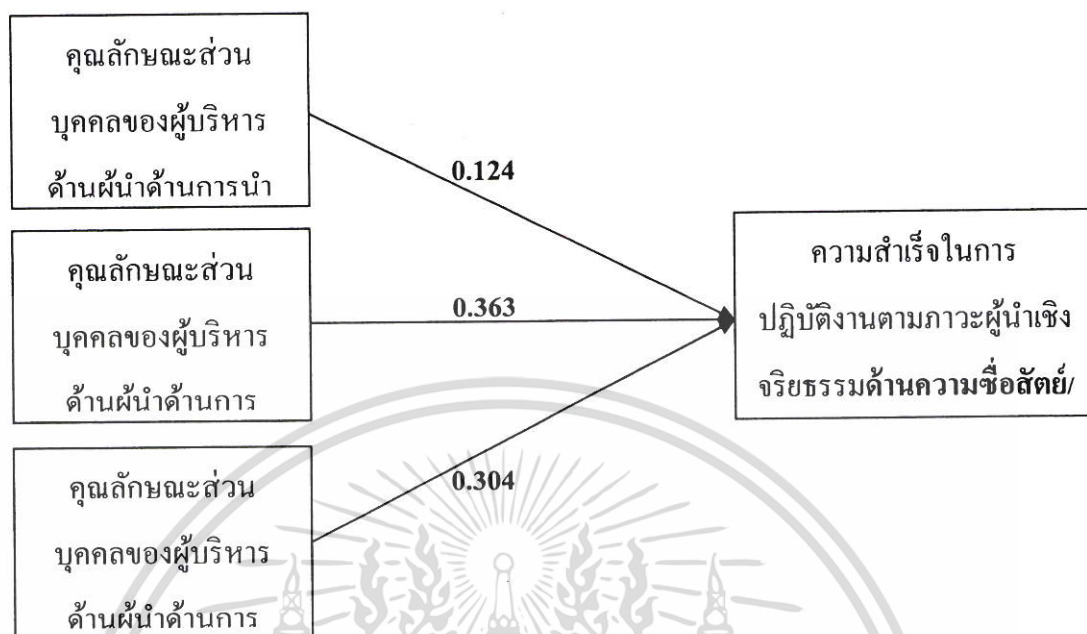 คุณลักษณะส่วน
บุคคลของผู้บริหาร
ด้านผู้นำด้านการนำ
0.124
คุณลักษณะส่วน
บุคคลของผู้บริหาร
ด้านผู้นำด้านการ
0.363
คุณลักษณะส่วน
บุคคลของผู้บริหาร
ด้านผู้นำด้านการ
0.304
ความสำเร็จในการ
ปฏิบัติงานตามภาวะผู้นำเชิง
จริยธรรมด้านความซื่อสัตย์/